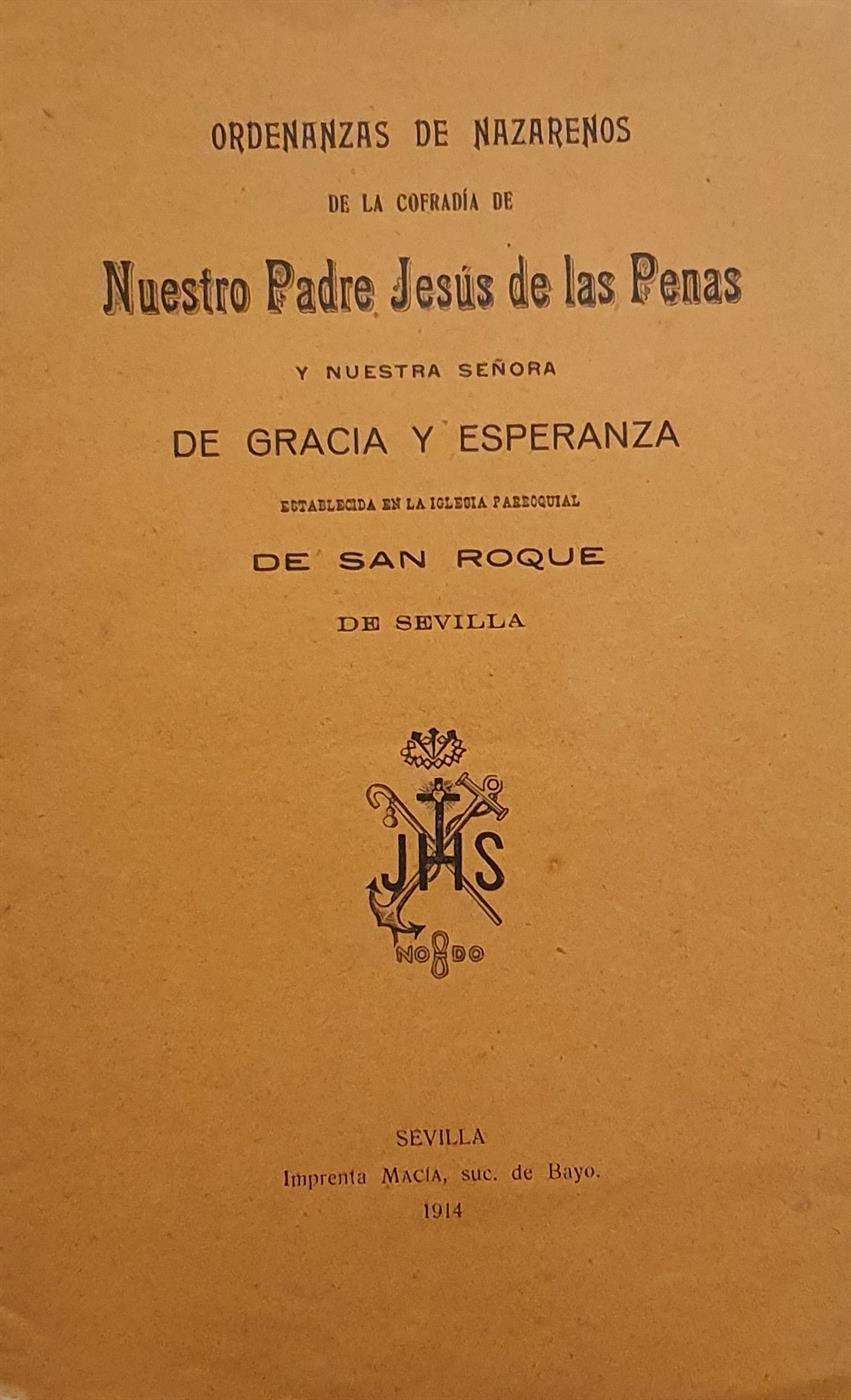 ORDENANZAS DE NAZARENOS
DE LA COFRADÍA DE
Nuestro Padre Jesús de las Penas
Y NUESTRA SEÑORA
DE GRACIA Y ESPERANZA
ESTABLECIDA EN LA IGLESIA PARROQUIAL
DE SAN ROQUE
DE SEVILLA
JHS
NO8DO
SEVILLA
Imprenta MACÍA, suc. de Bayo.
1914